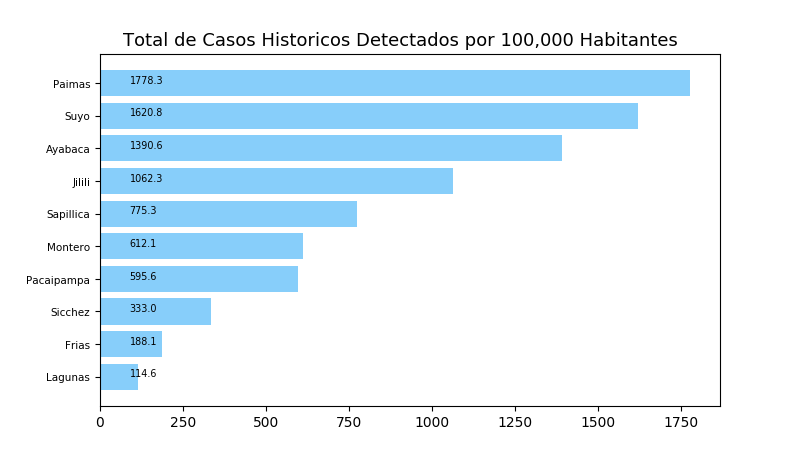 Total de Casos Historicos Detectados por 100,000 Habitantes
Paimas 1778.3
Suyo 1620.8
Ayabaca 1390.6
Jilili 1062.3
Sapillica 775.3
Montero 612.1
Pacaipampa 595.6
Sicchez 333.0
Frias 188.1
Lagunas 114.6
0 250 500 750 1000 1250 1500 1750